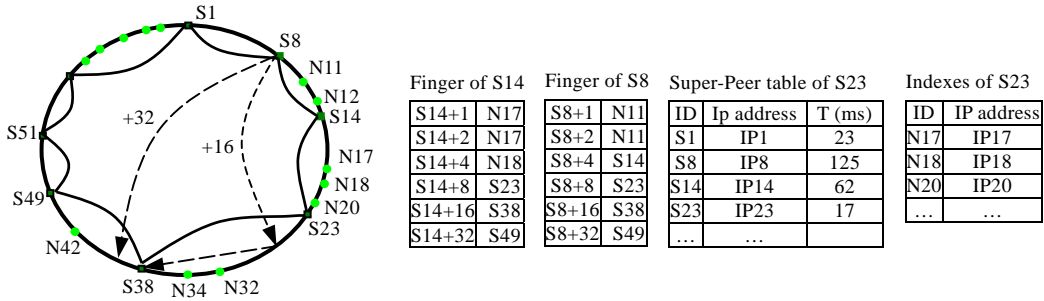 S1
S8
N11
N12
S14
N17
N18
N20
S23
N32
N34
S38
N42
S49
S51
+32
+16
Finger of S14
S14+1 N17
S14+2 N17
S14+4 N18
S14+8 S23
S14+16 S38
S14+32 S49
Finger of S8
S8+1 N11
S8+2 N11
S8+4 S14
S8+8 S23
S8+16 S38
S8+32 S49
Super-Peer table of S23
ID Ip address T (ms)
S1 IP1 23
S8 IP8 125
S14 IP14 62
S23 IP23 17
... ...
Indexes of S23
ID IP address
N17 IP17
N18 IP18
N20 IP20
... ...